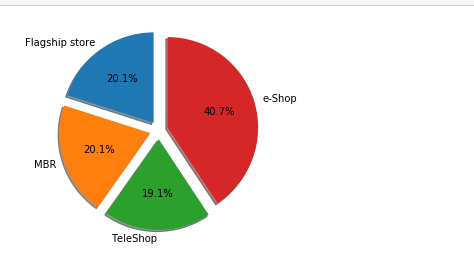 Flagship store
20.1%
e-Shop
40.7%
20.1%
MBR
19.1%
TeleShop